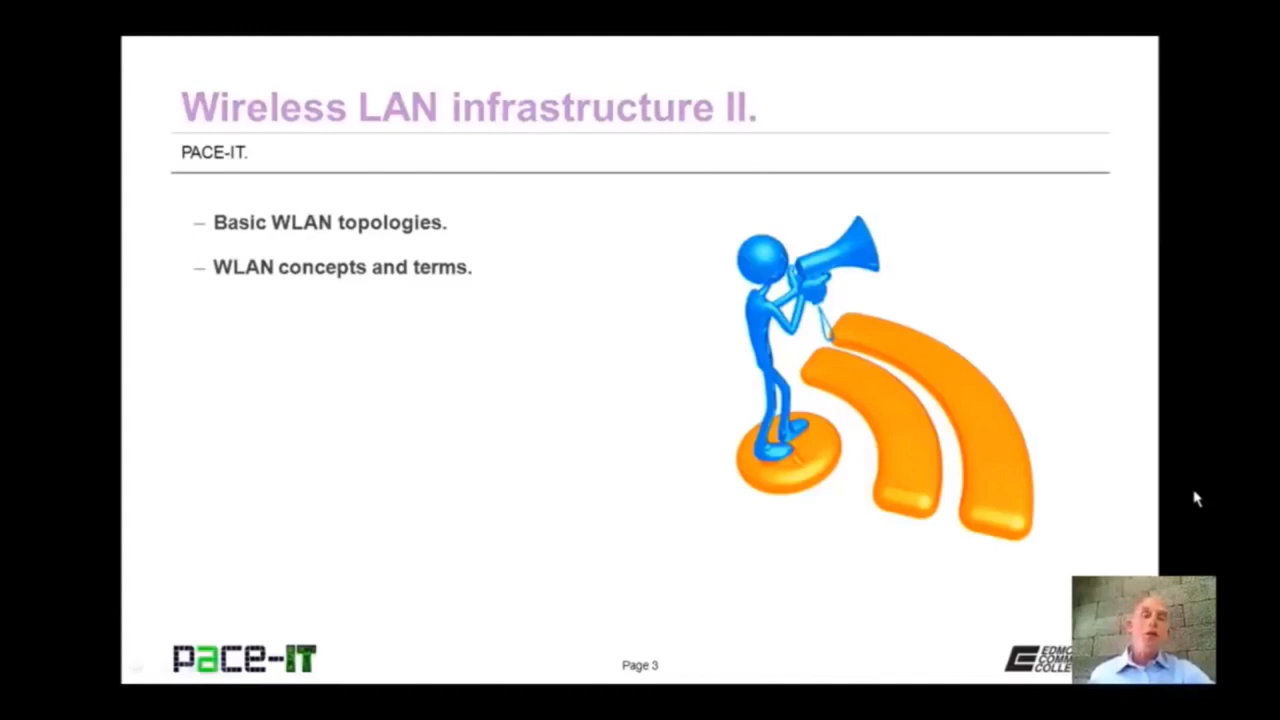 Wireless LAN infrastructure II.
PACE-IT.
– Basic WLAN topologies.
– WLAN concepts and terms.
pace-IT
Page 3